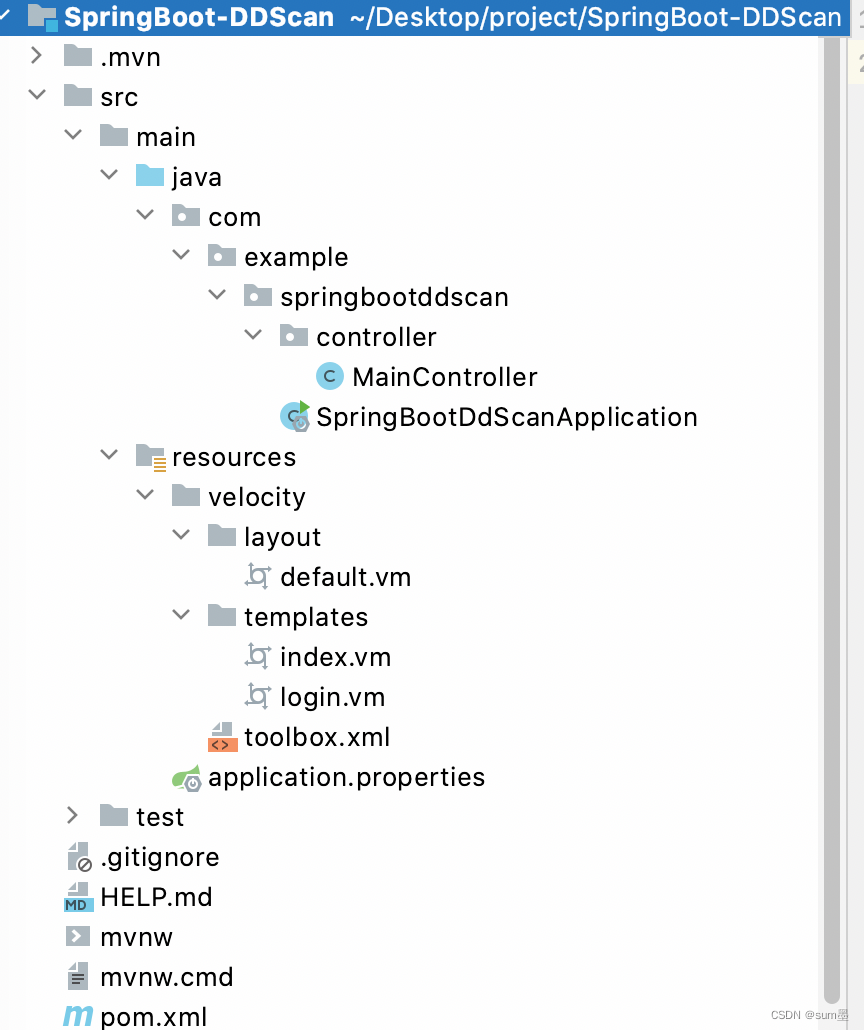 SpringBoot-DDScan ~/Desktop/project/SpringBoot-DDScan
.mvn
src
main
java
com
example
springbootddscan
controller
MainController
SpringBootDdScanApplication
resources
velocity
layout
default.vm
templates
index.vm
login.vm
toolbox.xml
application.properties
test
.gitignore
HELP.md
mvnw
mvnw.cmd
pom.xml
CSDN @sum墨